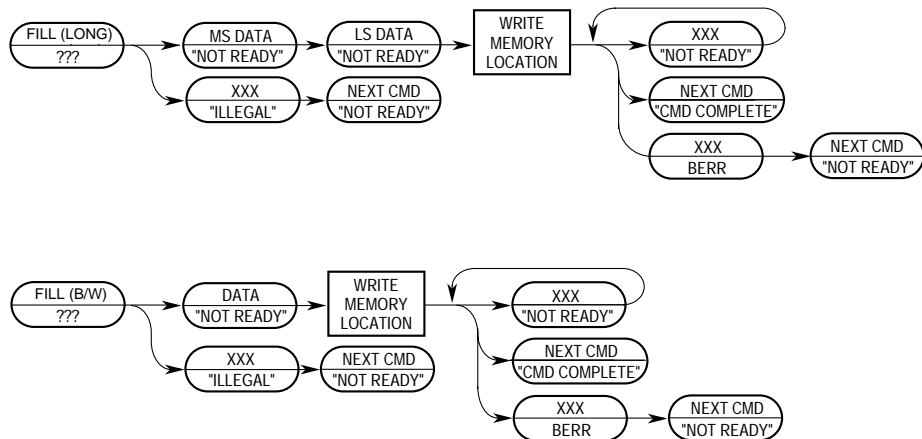 FILL (LONG)
???
MS DATA
"NOT READY"
LS DATA
"NOT READY"
WRITE
MEMORY
LOCATION
XXX
"NOT READY"
XXX
"ILLEGAL"
NEXT CMD
"NOT READY"
NEXT CMD
"CMD COMPLETE"
XXX
BERR
NEXT CMD
"NOT READY"
FILL (B/W)
???
DATA
"NOT READY"
WRITE
MEMORY
LOCATION
XXX
"NOT READY"
XXX
"ILLEGAL"
NEXT CMD
"NOT READY"
NEXT CMD
"CMD COMPLETE"
XXX
BERR
NEXT CMD
"NOT READY"